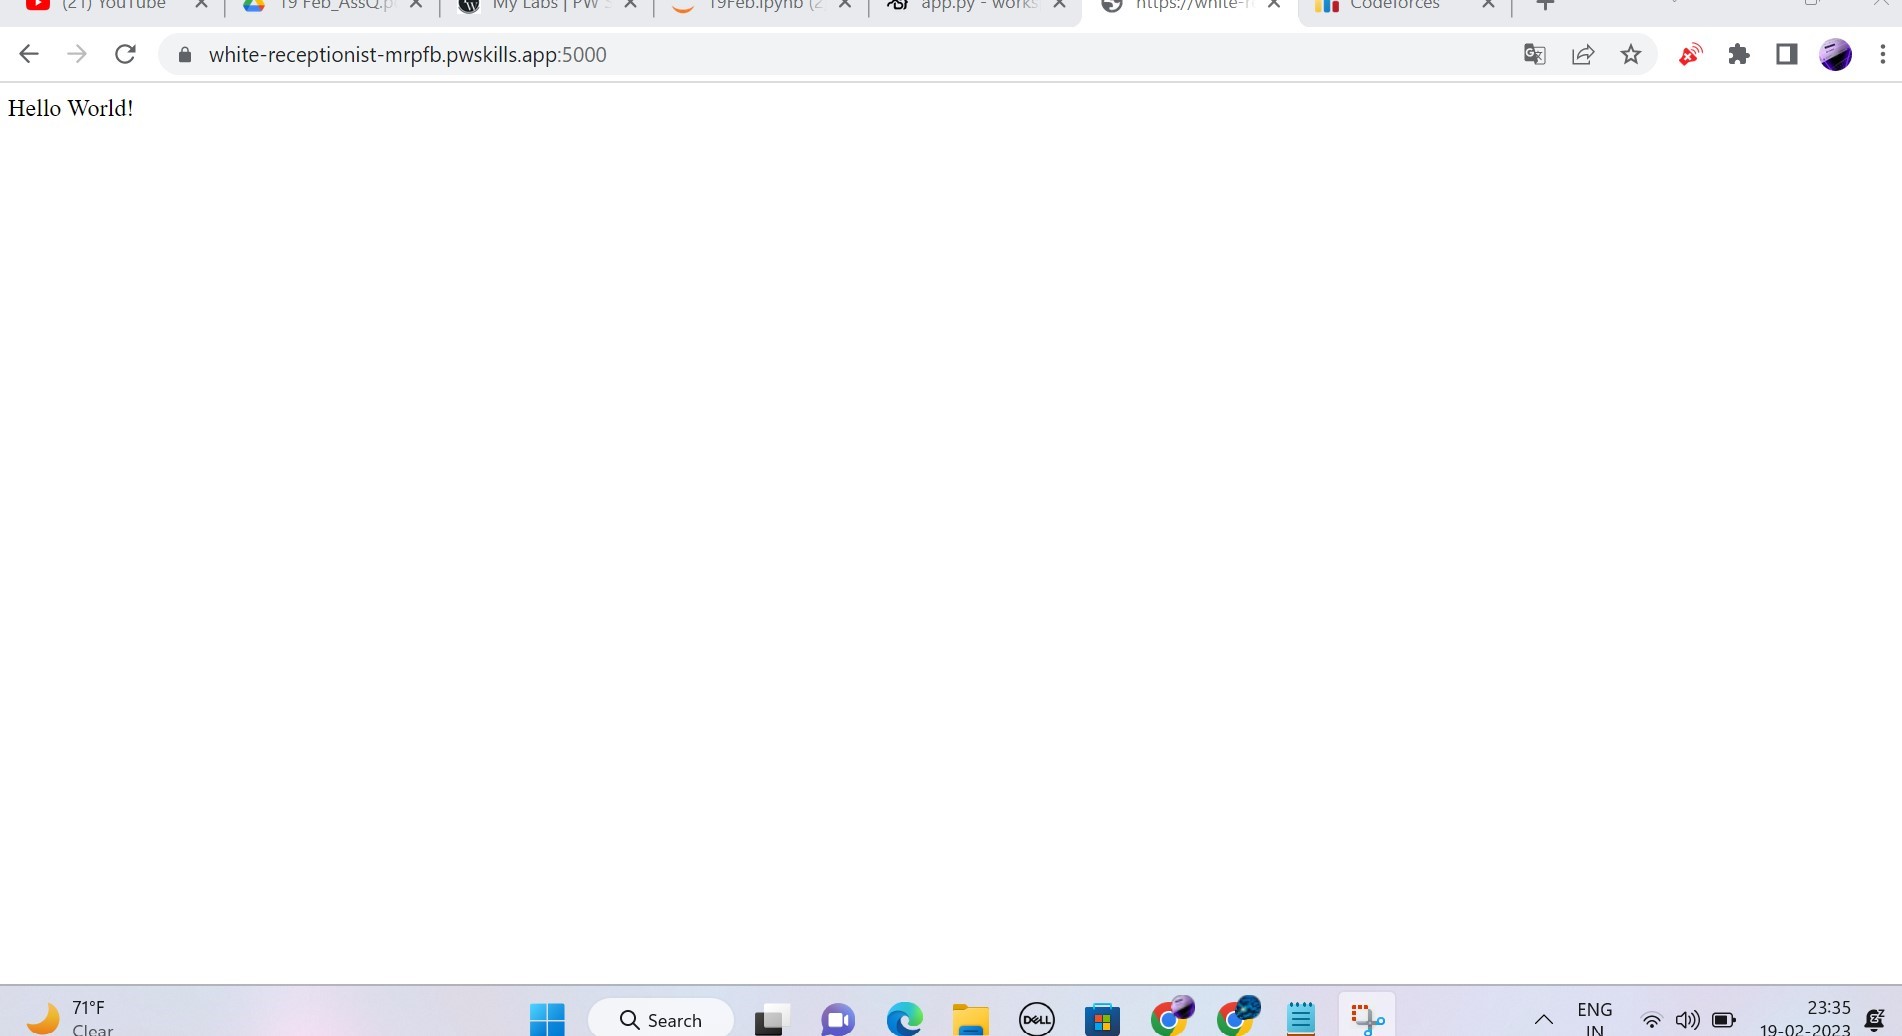 (21) YouTube
19 Feb_AssQ.p
My Labs | PW S
19Feb.ipynb (2
app.py - works
https://white-r
Codeforces
white-receptionist-mrpfb.pwskills.app:5000
Hello World!
71°F
Clear
Search
DELL
ENG
IN
23:35
19-02-2023